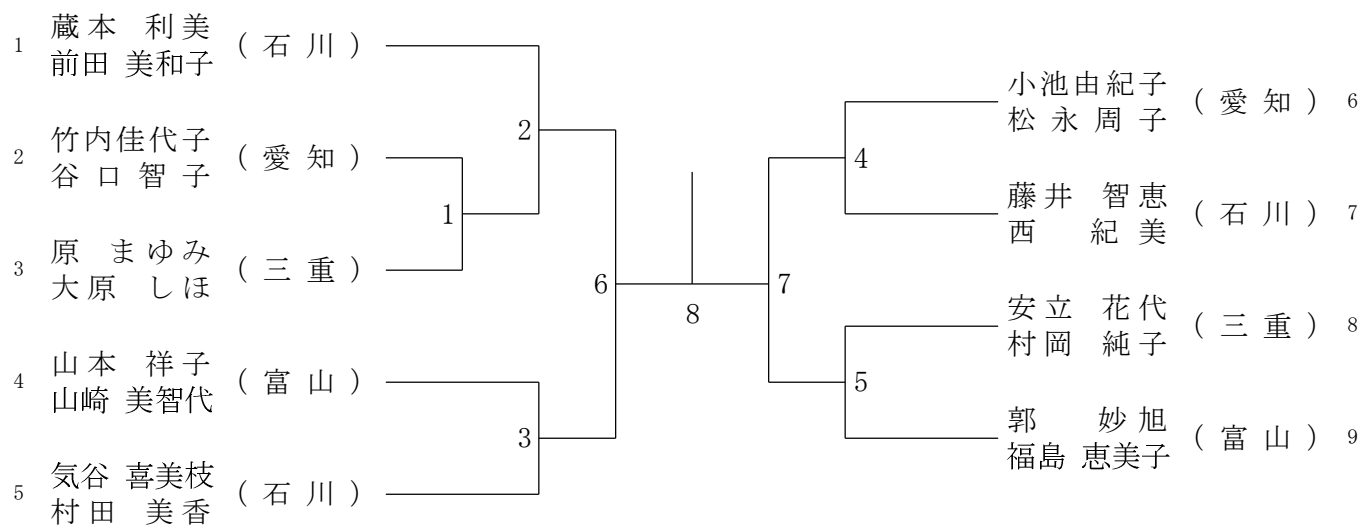 1 蔵本 利美 (石川)
前田 美和子
2 竹内佳代子 (愛知)
谷口智子
3 原 まゆみ (三重)
大原 しほ
4 山本 祥子 (富山)
山崎 美智代
5 気谷 喜美枝 (石川)
村田 美香
2
1
6
3
8
7
4
5
小池由紀子 (愛知) 6
松永周子
藤井 智恵 (石川) 7
西 紀美
安立 花代 (三重) 8
村岡 純子
郭 妙旭 (富山) 9
福島 恵美子